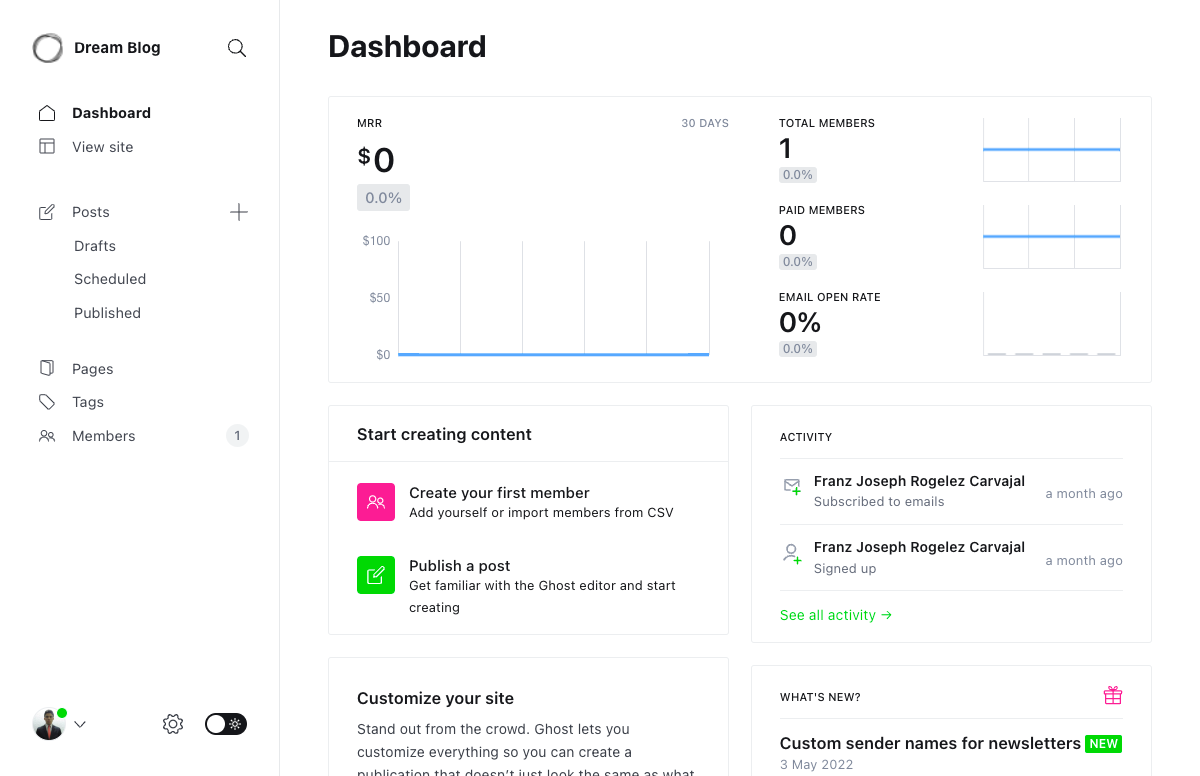 Dream Blog
Dashboard
View site
Posts
Drafts
Scheduled
Published
Pages
Tags
Members
1
Dashboard
MRR
30 DAYS
$0
0.0%
$100
$50
$0
TOTAL MEMBERS
1
0.0%
PAID MEMBERS
0
0.0%
EMAIL OPEN RATE
0%
0.0%
Start creating content
Create your first member
Add yourself or import members from CSV
Publish a post
Get familiar with the Ghost editor and start
creating
ACTIVITY
Franz Joseph Rogelez Carvajal
Subscribed to emails
a month ago
Franz Joseph Rogelez Carvajal
Signed up
a month ago
See all activity →
Customize your site
Stand out from the crowd. Ghost lets you
customize everything so you can create a
publication that doesn't just look the same as what
WHAT'S NEW?
Custom sender names for newsletters NEW
3 May 2022